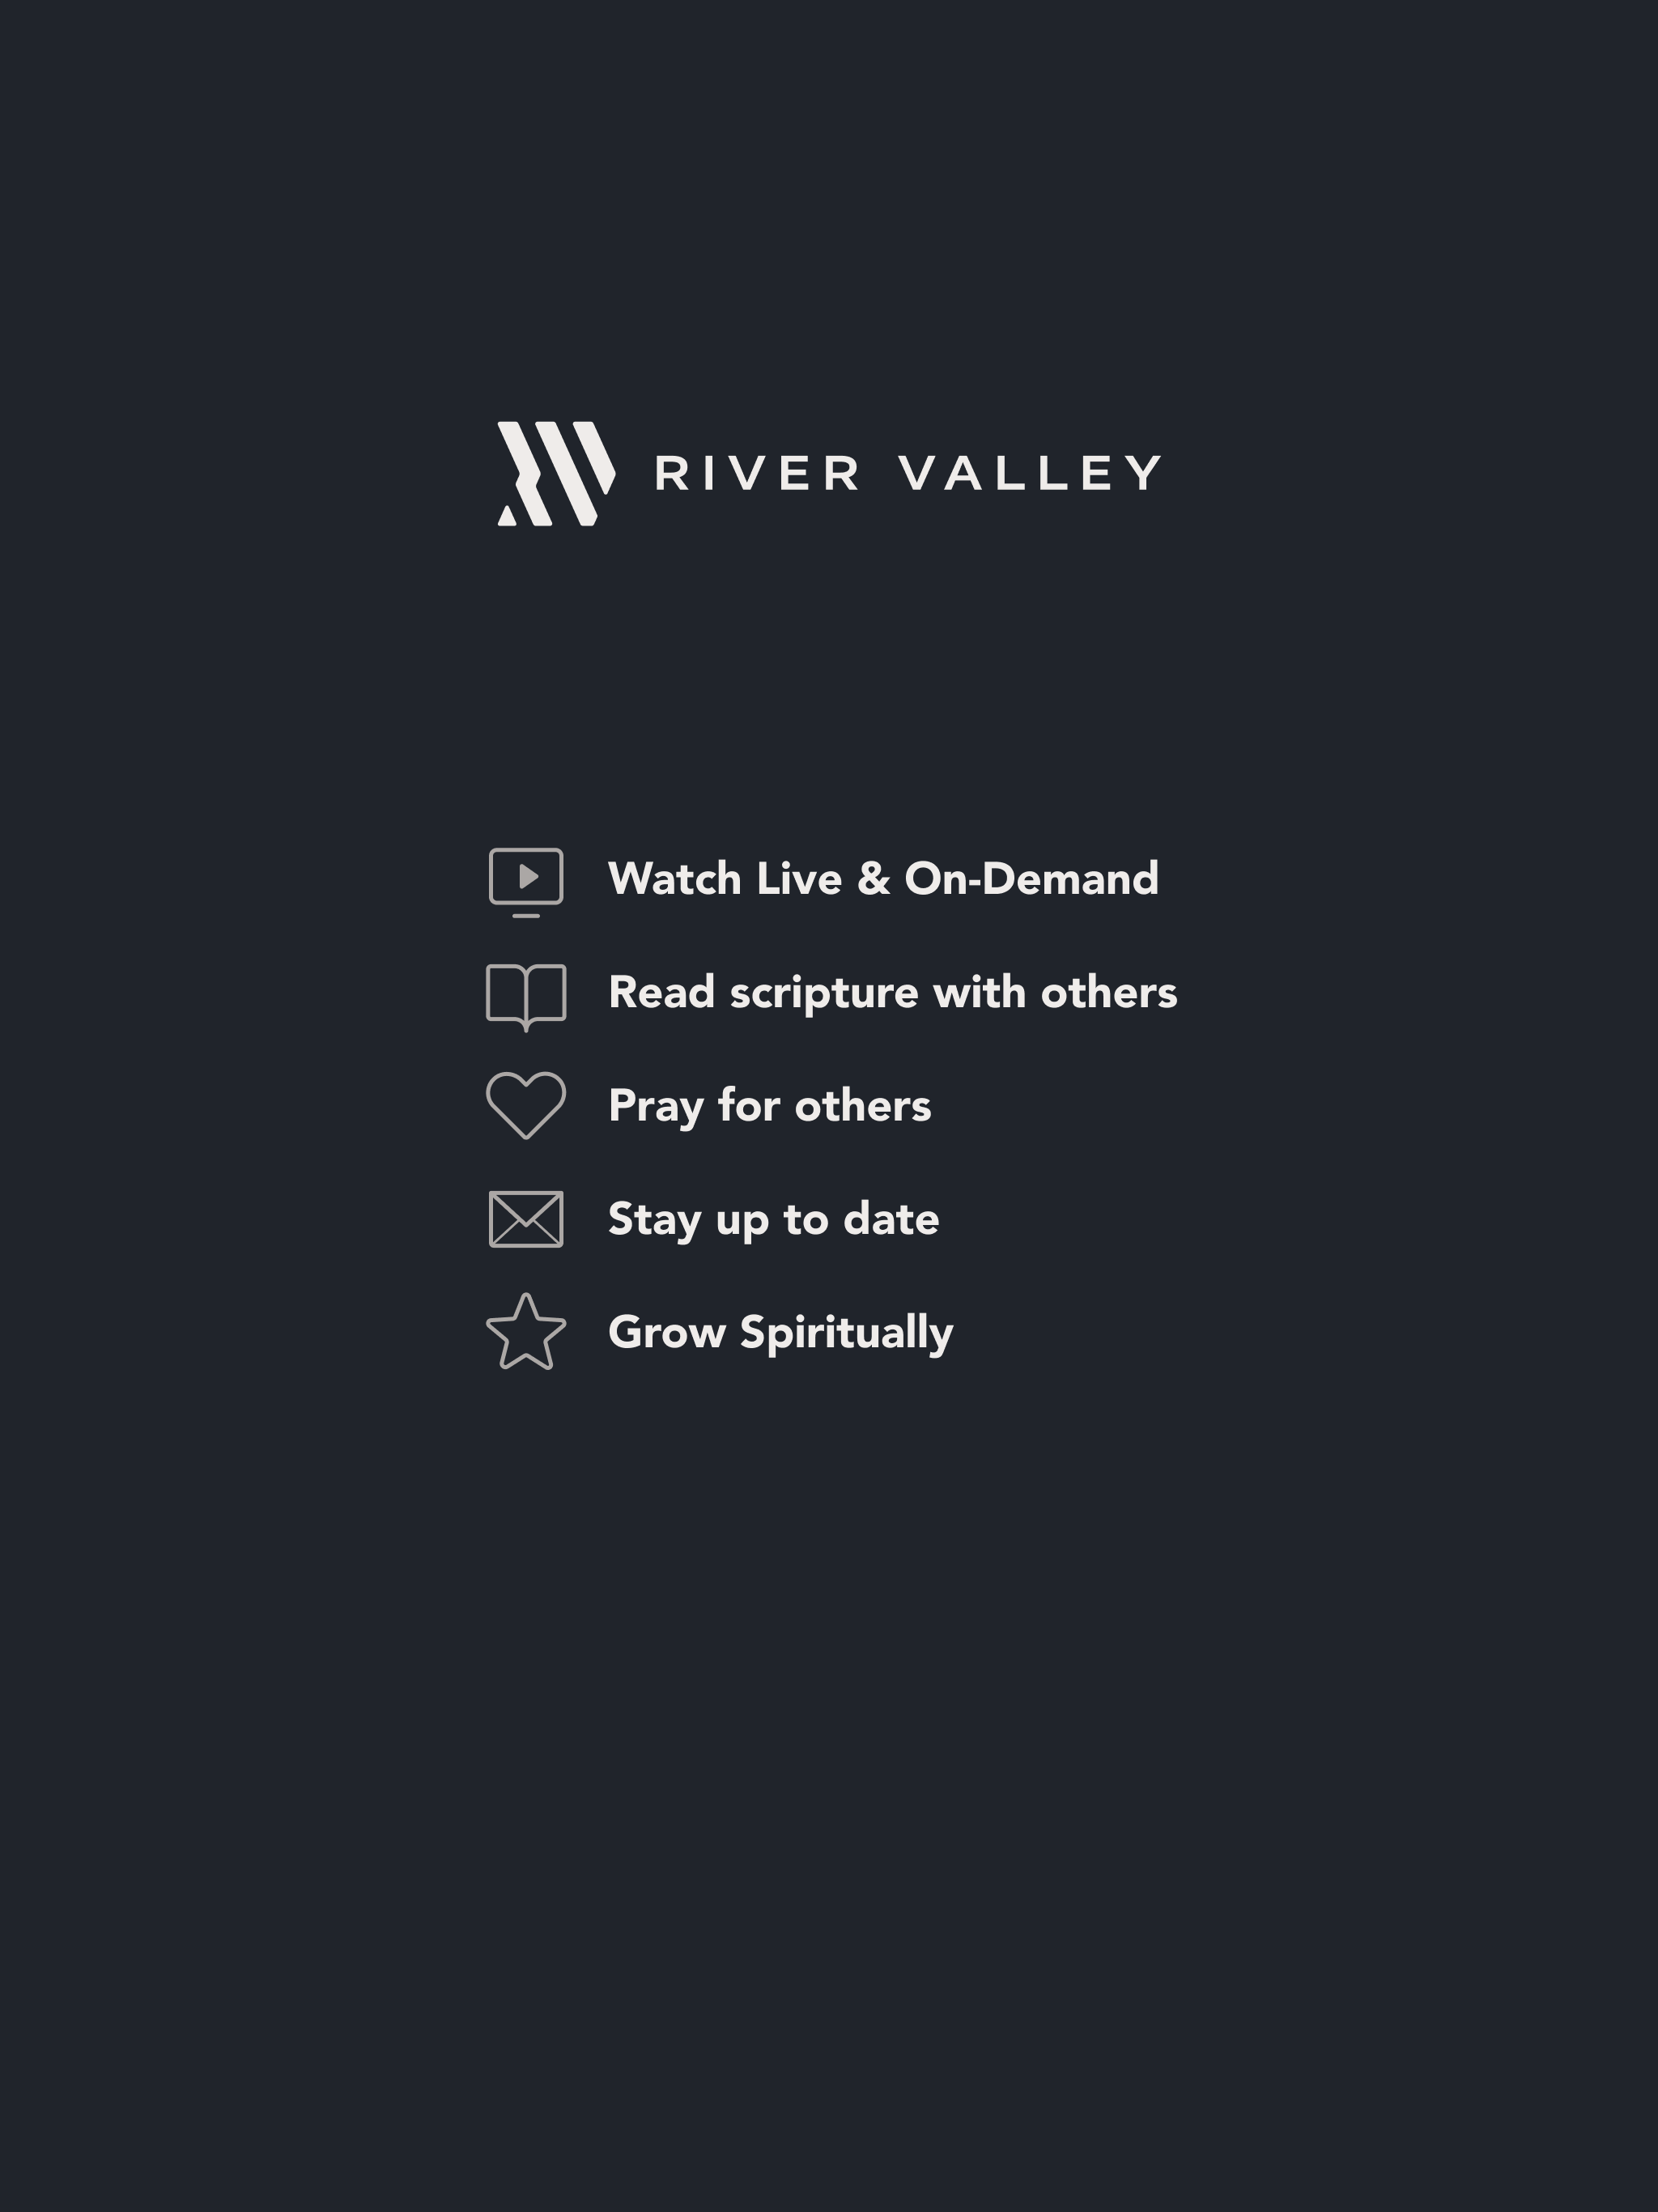 RIVER VALLEY
Watch Live & On-Demand
Read scripture with others
Pray for others
Stay up to date
Grow Spiritually